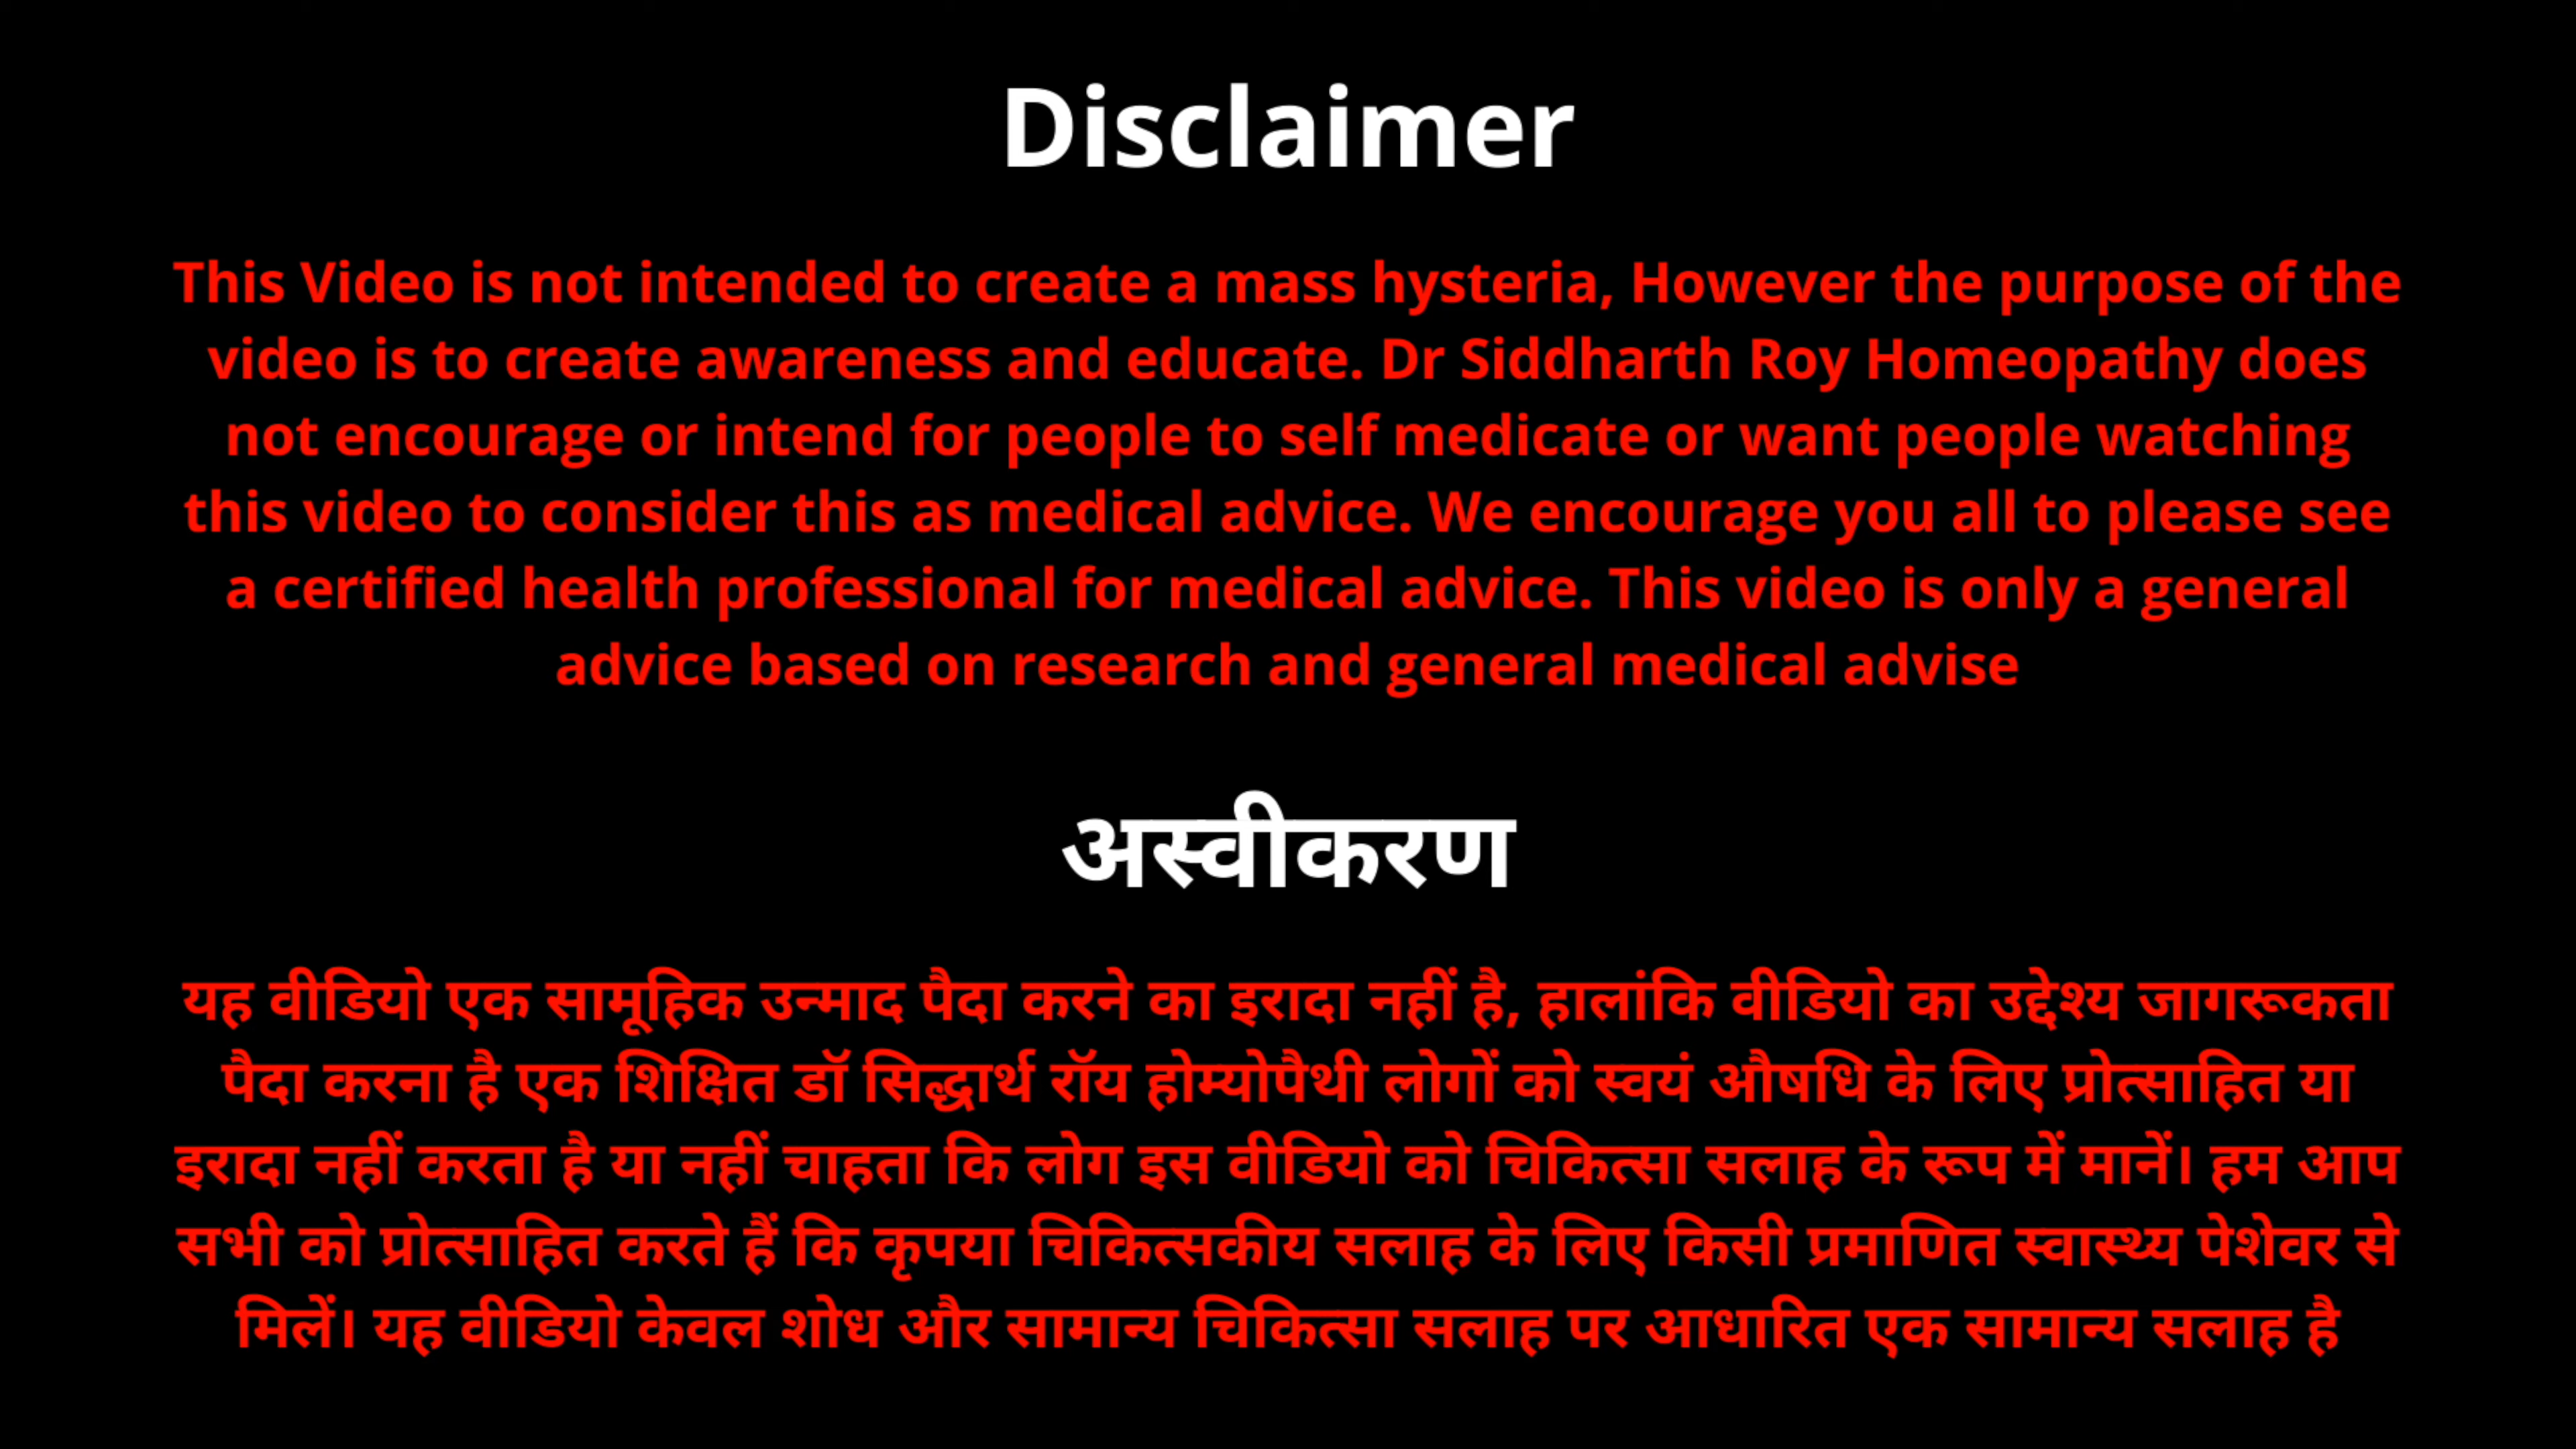 Disclaimer
This Video is not intended to create a mass hysteria, However the purpose of the
video is to create awareness and educate. Dr Siddharth Roy Homeopathy does
not encourage or intend for people to self medicate or want people watching
this video to consider this as medical advice. We encourage you all to please see
a certified health professional for medical advice. This video is only a general
advice based on research and general medical advise
अस्वीकरण
यह वीडियो एक सामूहिक उन्माद पैदा करने का इरादा नहीं है, हालांकि वीडियो का उद्देश्य जागरूकता
पैदा करना है एक शिक्षित डॉ सिद्धार्थ रॉय होम्योपैथी लोगों को स्वयं औषधि के लिए प्रोत्साहित या
इरादा नहीं करता है या नहीं चाहता कि लोग इस वीडियो को चिकित्सा सलाह के रूप में मानें। हम आप
सभी को प्रोत्साहित करते हैं कि कृपया चिकित्सकीय सलाह के लिए किसी प्रमाणित स्वास्थ्य पेशेवर से
मिलें। यह वीडियो केवल शोध और सामान्य चिकित्सा सलाह पर आधारित एक सामान्य सलाह है